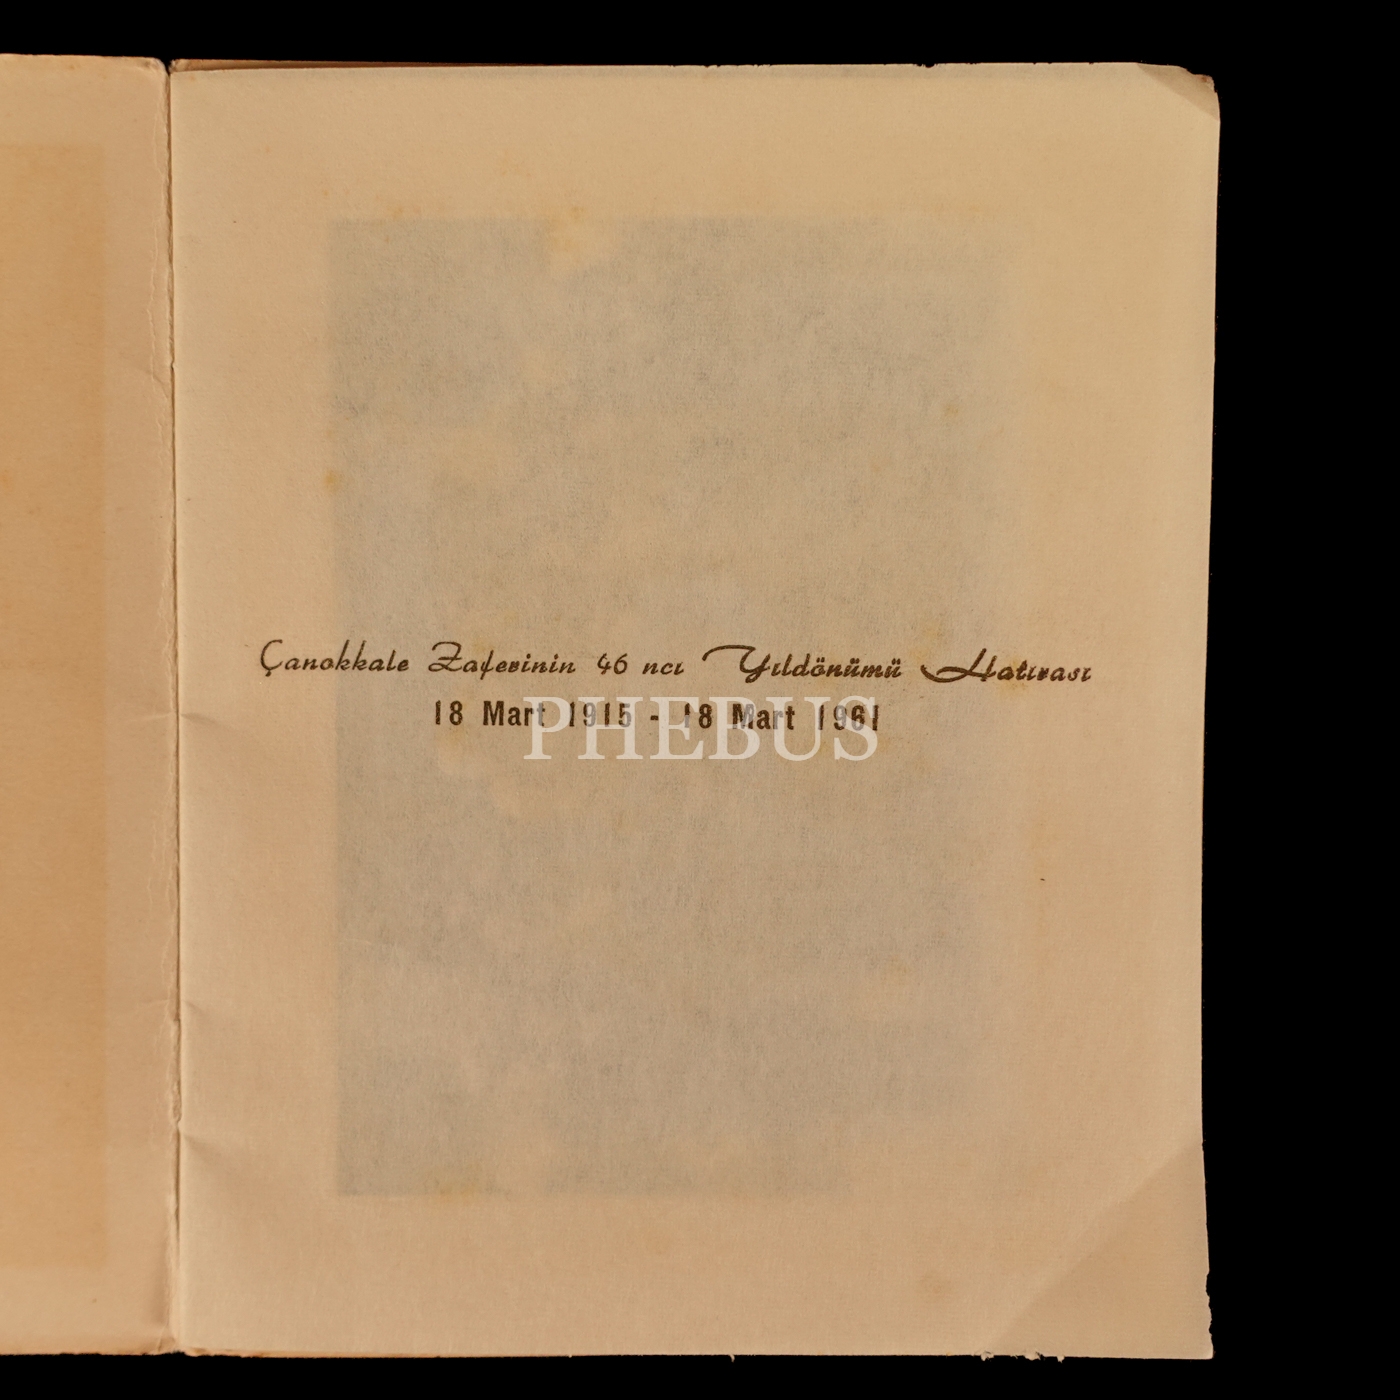 Çanakkale Zaferinin 46 ncı Yıldönümü Hatırası
18 Mart 1915 - 18 Mart 1961
PHEBUS